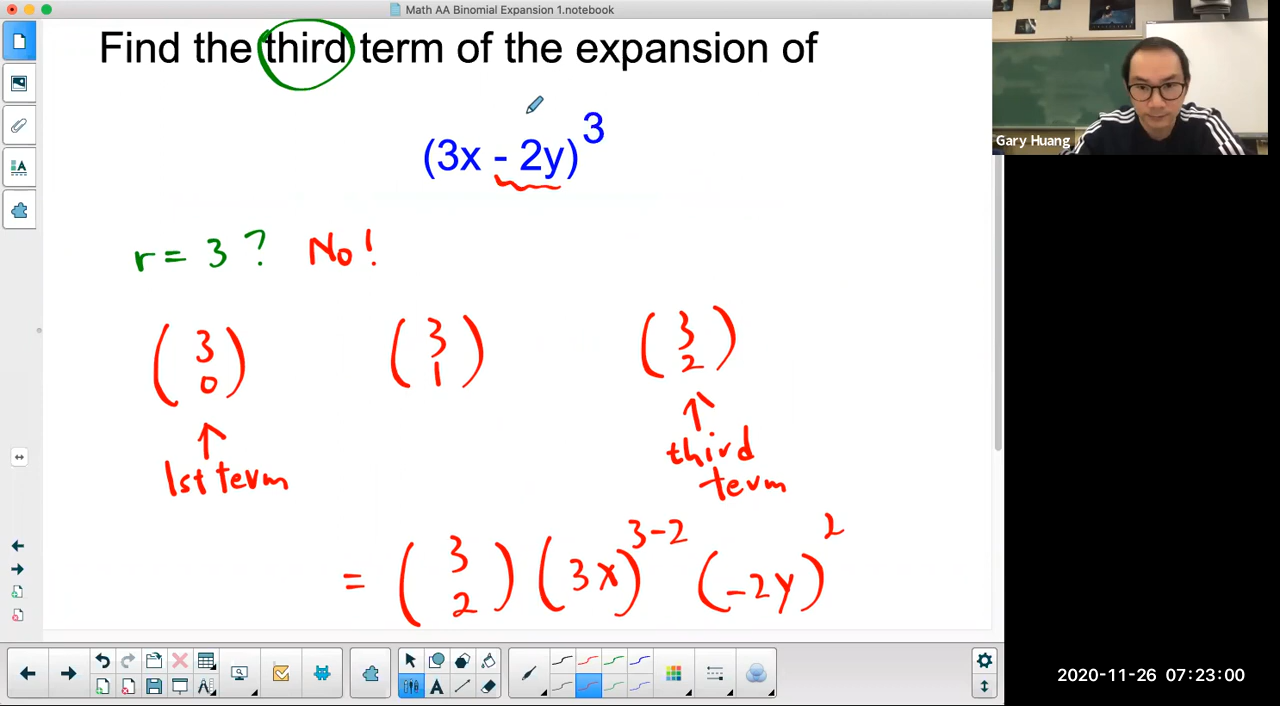 Math AA Binomial Expansion 1.notebook
Find the third term of the expansion of
(3x - 2y)^3
Gary Huang
r = 3 ? No!
(3 0) (3 1) (3 2)
↑ ↑
1st term third term
= (3 2) (3x)^3-2 (-2y)^2
2020-11-26 07:23:00